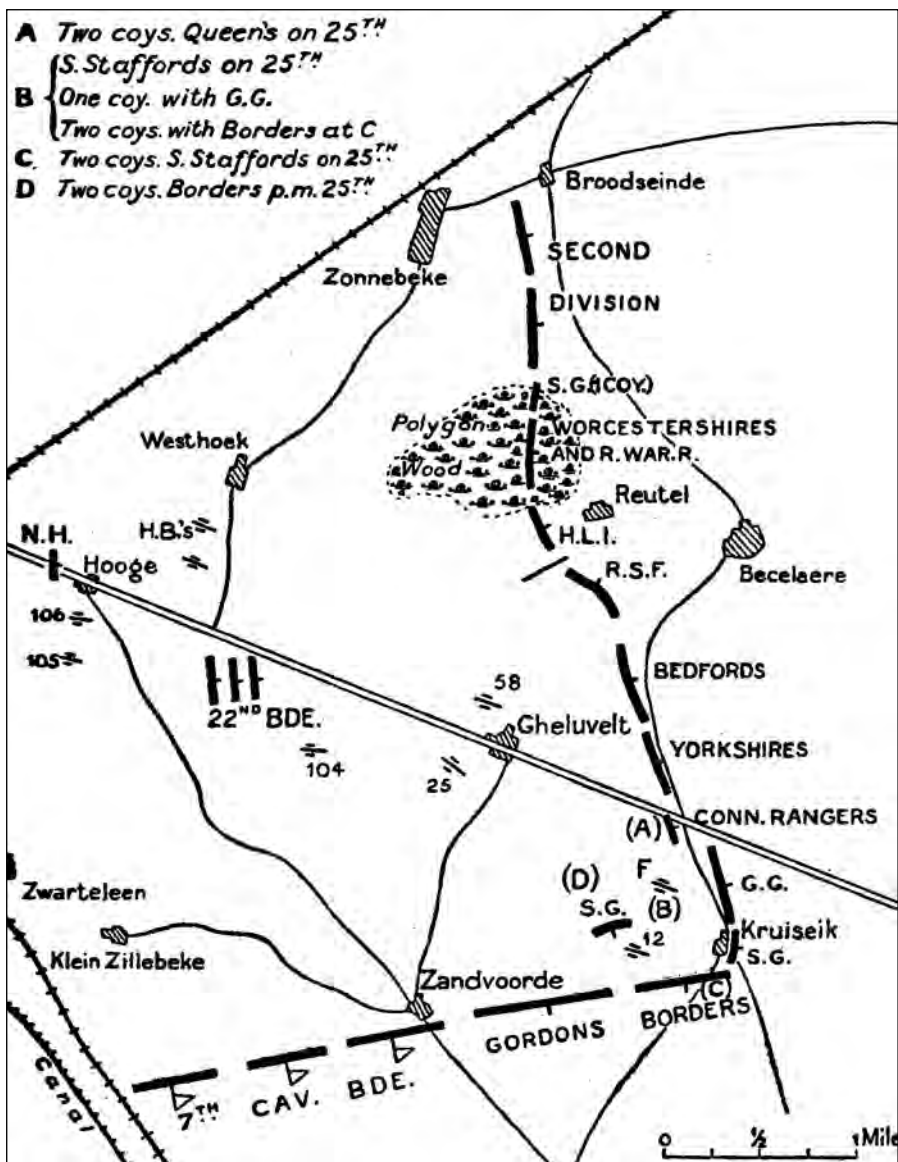 A Two coys. Queen's on 25TH
S. Staffords on 25TH
B One coy. with G.G.
Two coys. with Borders at C
C. Two coys. S. Staffords on 25TH
D Two coys. Borders p.m. 25TH
Broodseinde
Zonnebeke
SECOND
DIVISION
S.G.(1COY.)
Polygon
Wood
WORCESTERSHIRES
AND R. WAR. R.
Westhoek
Reutel
H.B.'s
H.L.I.
N.H.
Hooge
R.S.F.
Becelaere
106
105
BEDFORDS
22ND BDE.
58
Gheluvelt
104
25
YORKSHIRES
(A)
CONN. RANGERS
F
(D)
(B)
G.G.
S.G.
12
Kruiseik
S.G.
Zwarteleen
Klein Zillebeke
Zandvoorde
(C)
BORDERS
GORDONS
7TH CAV. BDE.
Canal
0 ½ 1 Mile